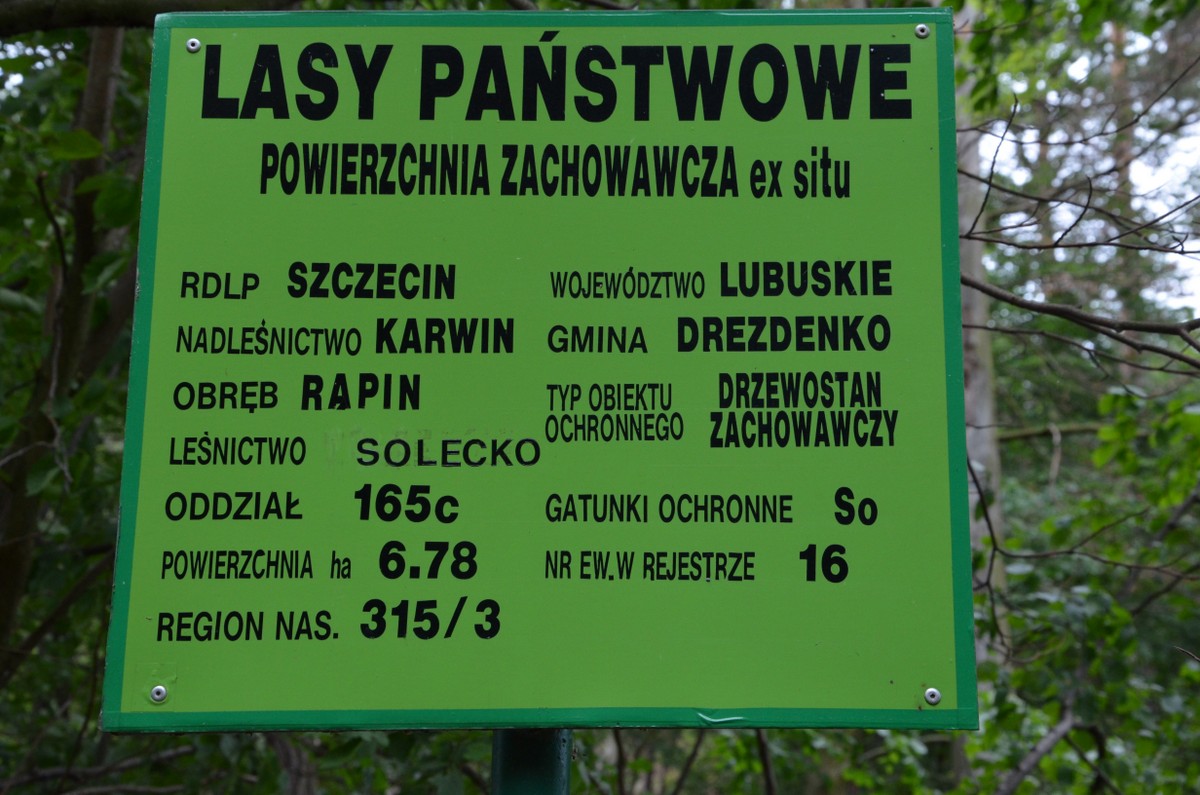 LASY PAŃSTWOWE
POWIERZCHNIA ZACHOWAWCZA ex situ
RDLP SZCZECIN
NADLEŚNICTWO KARWIN
OBRĘB RAPIN
LEŚNICTWO SOLECKO
ODDZIAŁ 165c
POWIERZCHNIA ha 6.78
REGION NAS. 315/3
WOJEWÓDZTWO LUBUSKIE
GMINA DREZDENKO
TYP OBIEKTU DRZEWOSTAN
OCHRONNEGO ZACHOWAWCZY
GATUNKI OCHRONNE So
NR EW.W REJESTRZE 16